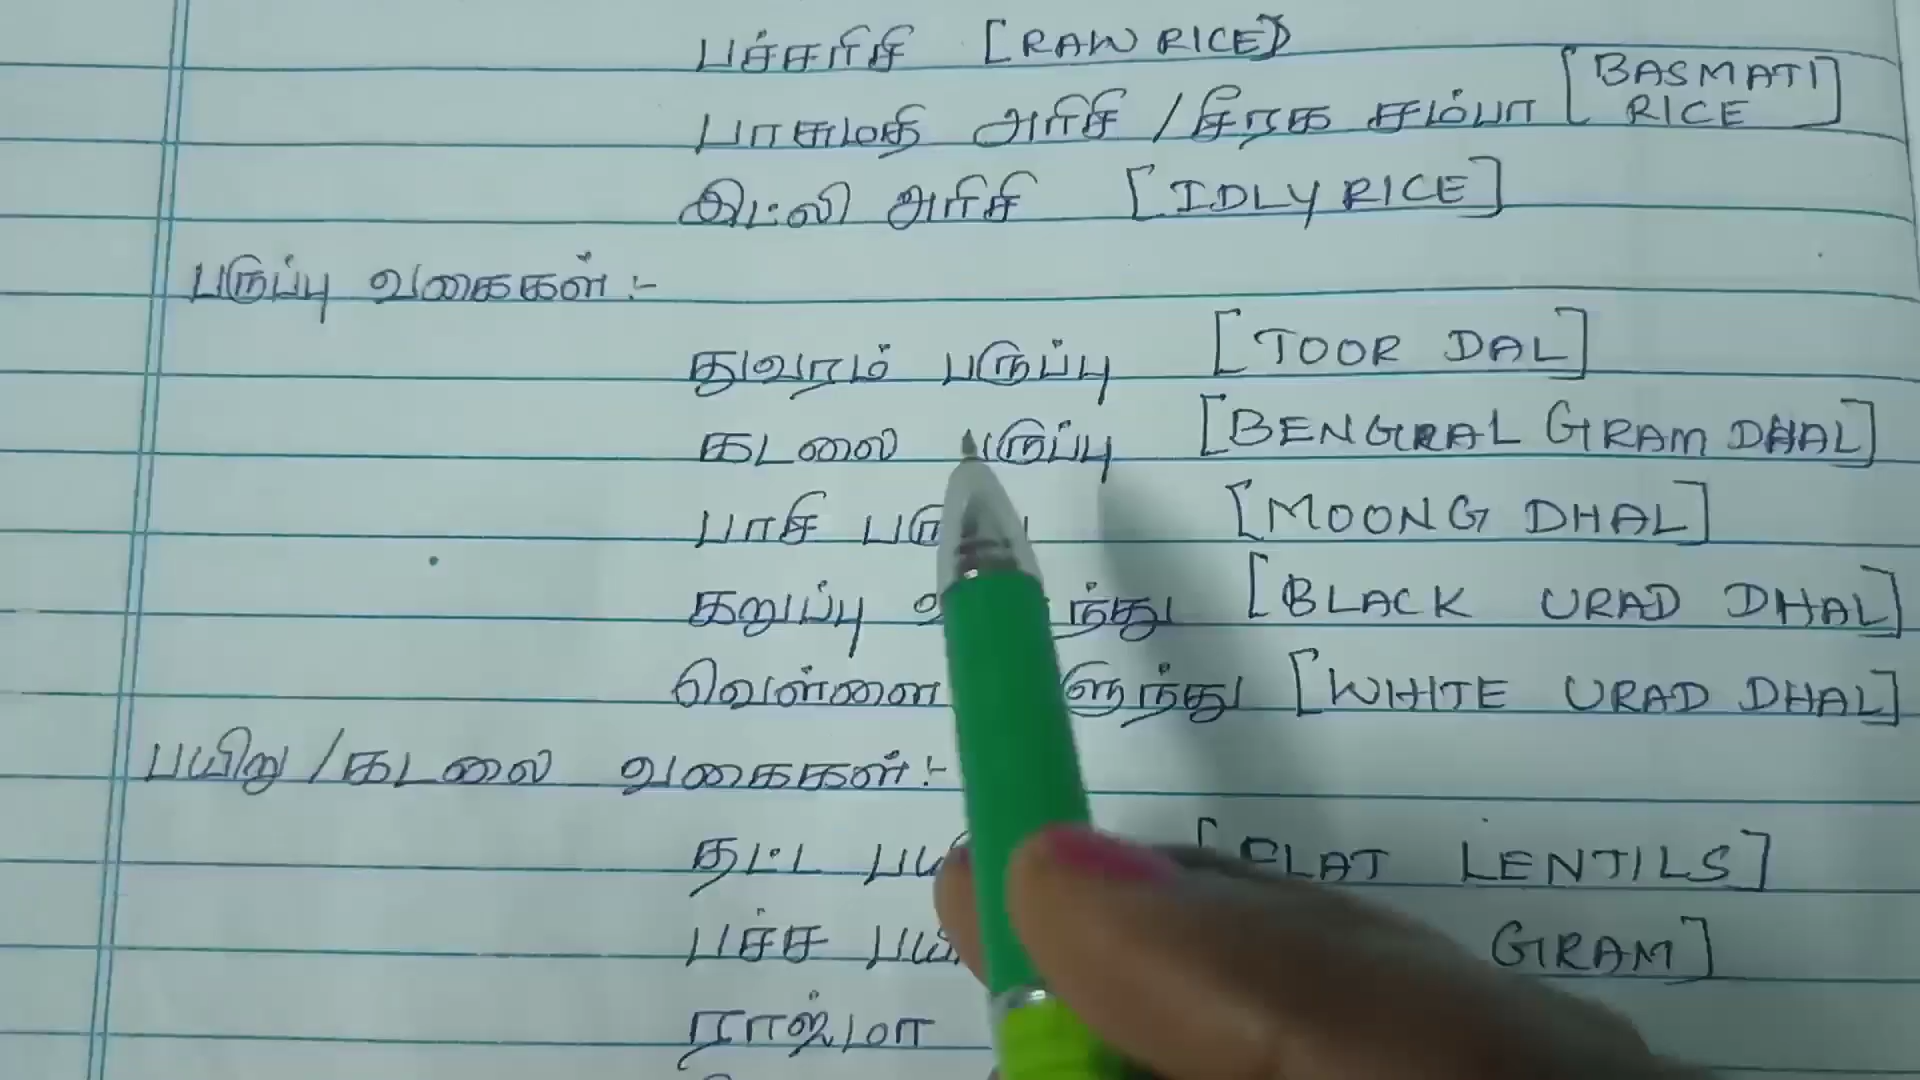 பச்சரிசி [RAW RICE]
பாசுமதி அரிசி / சீரக சம்பா [BASMATI RICE]
இட்லி அரிசி [IDLY RICE]
பருப்பு வகைகள் :-
துவரம் பருப்பு [TOOR DAL]
கடலை பருப்பு [BENGRAL GRAM DHAL]
பாசி [MOONG DHAL]
கறுப்பு [BLACK URAD DHAL]
வெள்ளை [WHITE URAD DHAL]
பயிறு / கடலை வகைகள் :-
தட்ட [FLAT LENTILS]
பச்ச GRAM]
ராஜ்மா